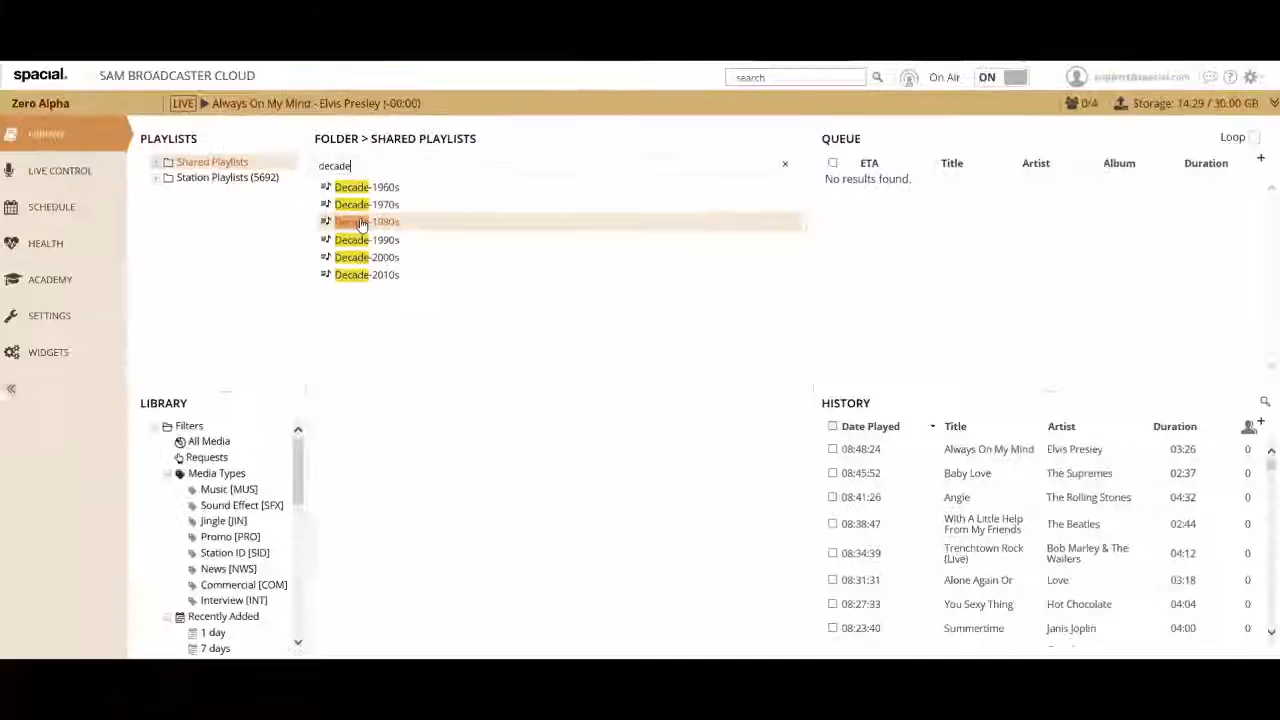 spacial.
SAM BROADCASTER CLOUD
search
On Air
ON
support@spacial.com
Zero Alpha
LIVE Always On My Mind - Elvis Presley (-00:00)
0/4
Storage: 14.29 / 30.00 GB
LIBRARY
LIVE CONTROL
SCHEDULE
HEALTH
ACADEMY
SETTINGS
WIDGETS
PLAYLISTS
Shared Playlists
Station Playlists (5692)
FOLDER > SHARED PLAYLISTS
decade
Decade-1960s
Decade-1970s
Decade-1980s
Decade-1990s
Decade-2000s
Decade-2010s
QUEUE
Loop
ETA Title Artist Album Duration
No results found.
LIBRARY
Filters
All Media
Requests
Media Types
Music [MUS]
Sound Effect [SFX]
Jingle [JIN]
Promo [PRO]
Station ID [SID]
News [NWS]
Commercial [COM]
Interview [INT]
Recently Added
1 day
7 days
HISTORY
Date Played Title Artist Duration
08:48:24 Always On My Mind Elvis Presley 03:26 0
08:45:52 Baby Love The Supremes 02:37 0
08:41:26 Angie The Rolling Stones 04:32 0
08:38:47 With A Little Help From My Friends The Beatles 02:44 0
08:34:39 Trenchtown Rock (Live) Bob Marley & The Wailers 04:12 0
08:31:31 Alone Again Or Love 03:18 0
08:27:33 You Sexy Thing Hot Chocolate 04:04 0
08:23:40 Summertime Janis Joplin 04:00 0